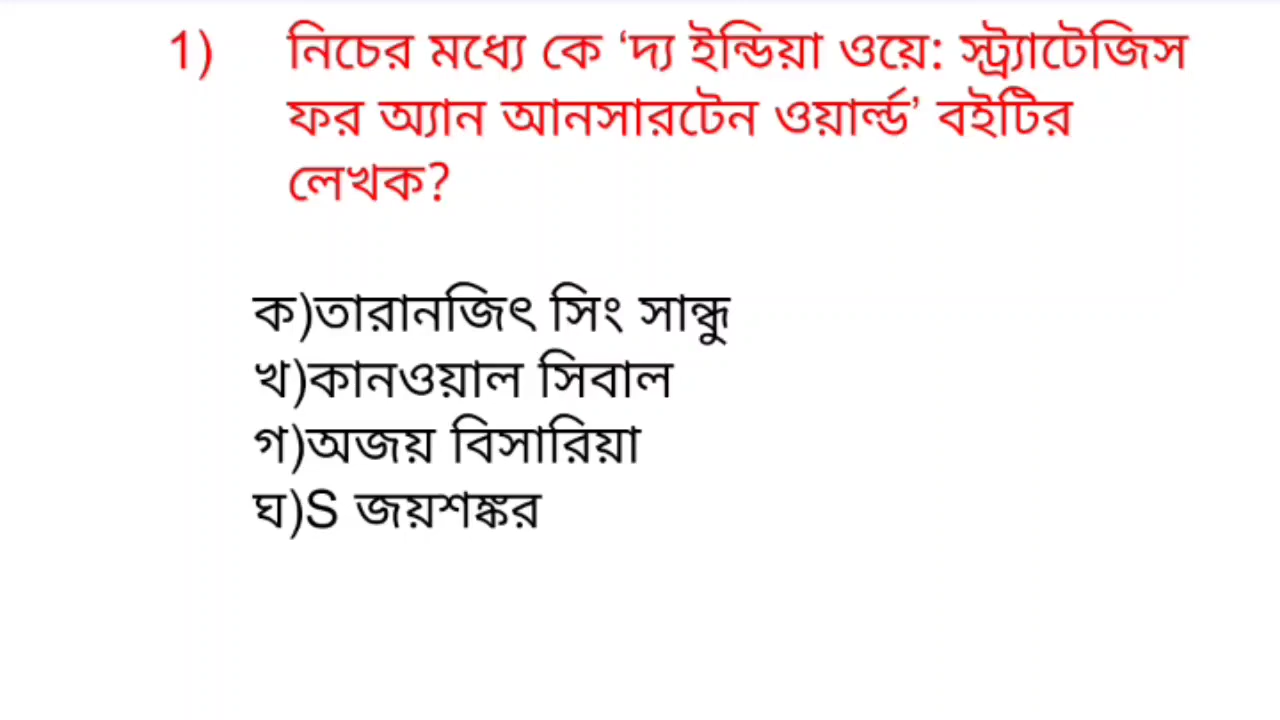 1) নিচের মধ্যে কে ‘দ্য ইন্ডিয়া ওয়ে: স্ট্র্যাটেজিস
ফর অ্যান আনসারটেন ওয়ার্ল্ড’ বইটির
লেখক?
ক)তারানজিৎ সিং সান্ধু
খ)কানওয়াল সিবাল
গ)অজয় বিসারিয়া
ঘ)S জয়শঙ্কর